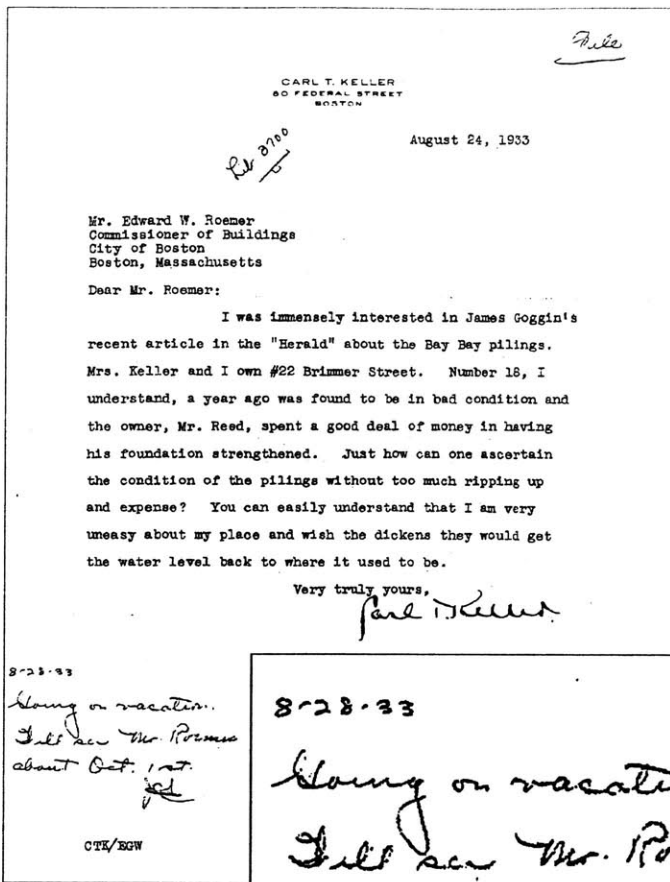 File
CARL T. KELLER
80 FEDERAL STREET
BOSTON
August 24, 1933
3700
Mr. Edward W. Roemer
Commissioner of Buildings
City of Boston
Boston, Massachusetts
Dear Mr. Roemer:
I was immensely interested in James Goggin's
recent article in the "Herald" about the Bay Bay pilings.
Mrs. Keller and I own #22 Brimmer Street. Number 18, I
understand, a year ago was found to be in bad condition and
the owner, Mr. Reed, spent a good deal of money in having
his foundation strengthened. Just how can one ascertain
the condition of the pilings without too much ripping up
and expense? You can easily understand that I am very
uneasy about my place and wish the dickens they would get
the water level back to where it used to be.
Very truly yours,
Carl T Keller
8-28-33
Going on vacation.
Will see Mr. Roemer
about Oct. 1st.
CTK/EGW
8-28-33
Going on vacati
Will see Mr. Ro